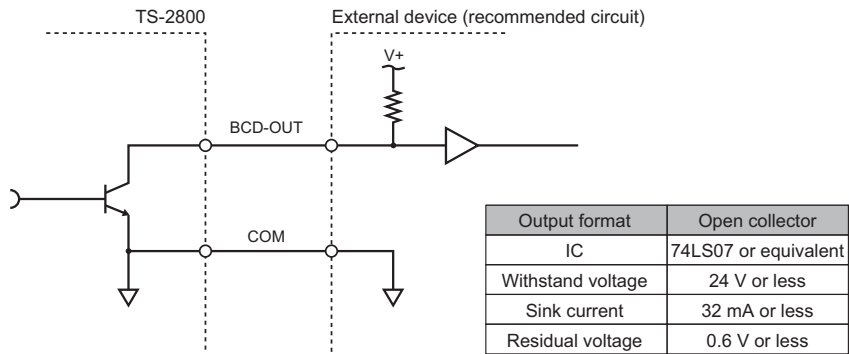 TS-2800
External device (recommended circuit)
V+
BCD-OUT
COM
Output format Open collector
IC 74LS07 or equivalent
Withstand voltage 24 V or less
Sink current 32 mA or less
Residual voltage 0.6 V or less